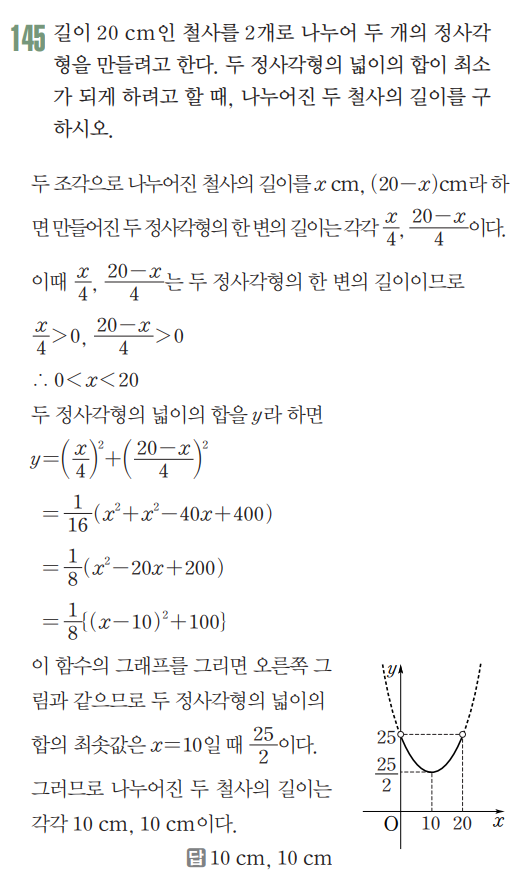 145 길이 20 cm인 철사를 2개로 나누어 두 개의 정사각
형을 만들려고 한다. 두 정사각형의 넓이의 합이 최소
가 되게 하려고 할 때, 나누어진 두 철사의 길이를 구
하시오.
두 조각으로 나누어진 철사의 길이를 x cm, (20-x)cm라 하
면 만들어진 두 정사각형의 한 변의 길이는 각각 x/4, (20-x)/4이다.
이때 x/4, (20-x)/4는 두 정사각형의 한 변의 길이이므로
x/4>0, (20-x)/4>0
∴ 0<x<20
두 정사각형의 넓이의 합을 y라 하면
y=(x/4)²+((20-x)/4)²
=1/16(x²+x²-40x+400)
=1/8(x²-20x+200)
=1/8{(x-10)²+100}
이 함수의 그래프를 그리면 오른쪽 그
림과 같으므로 두 정사각형의 넓이의
합의 최솟값은 x=10일 때 25/2이다.
그러므로 나누어진 두 철사의 길이는
각각 10 cm, 10 cm이다.
y
25
25/2
O 10 20 x
답 10 cm, 10 cm